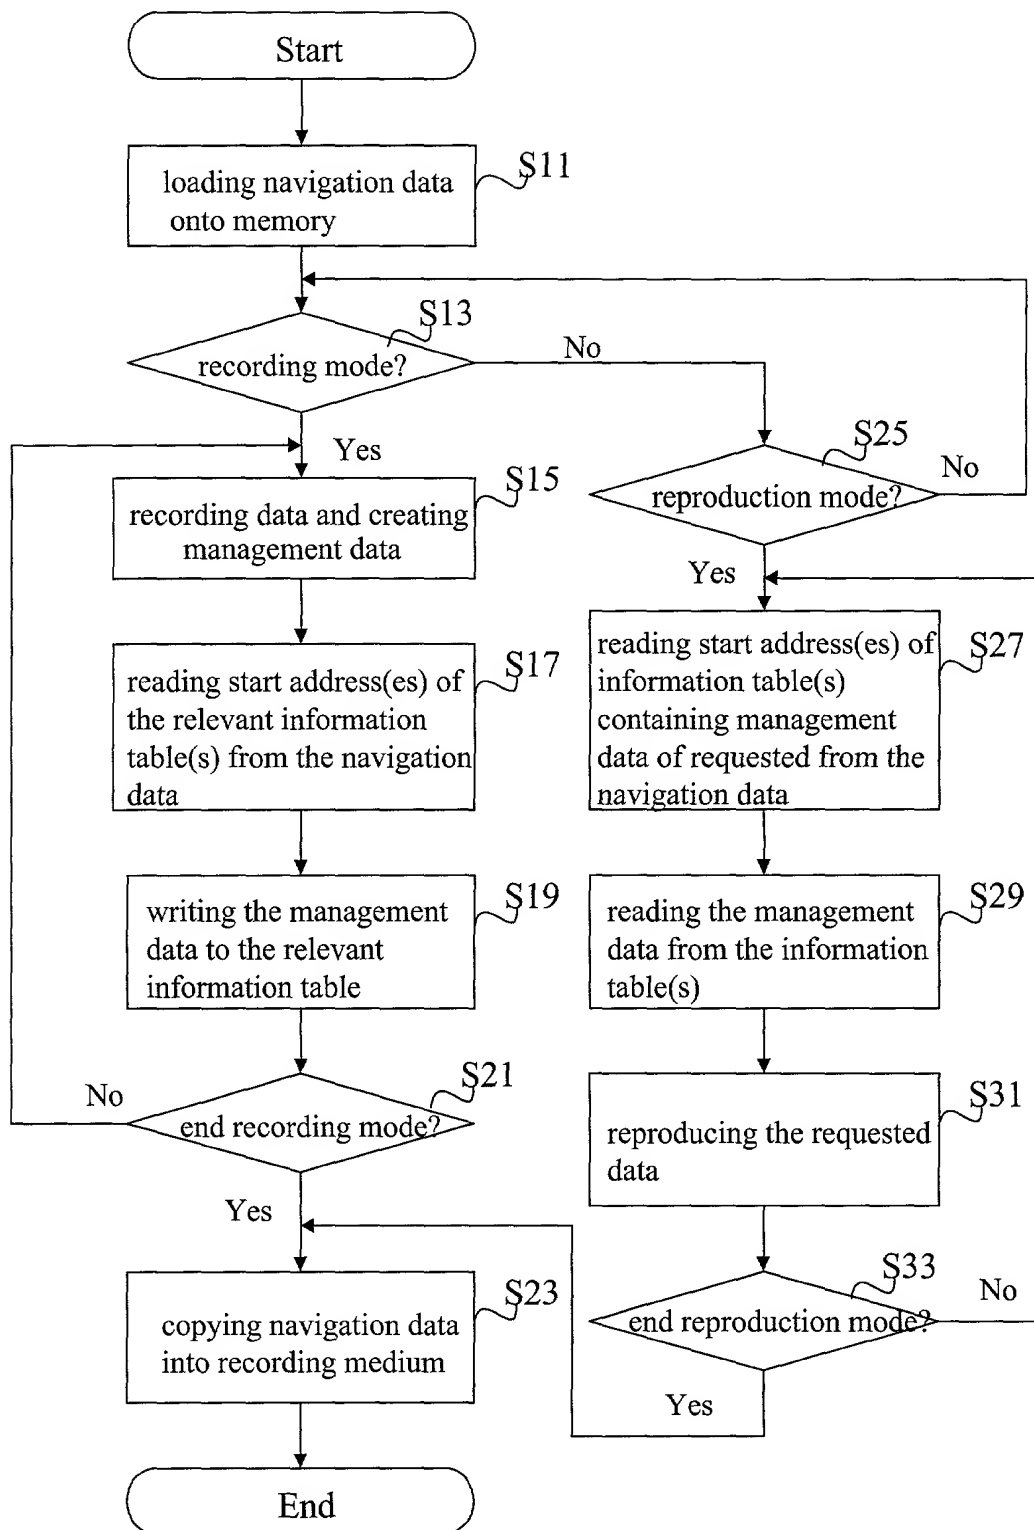 Start
S11
loading navigation data
onto memory
S13
recording mode?
No
Yes
S25
reproduction mode?
No
Yes
S15
recording data and creating
management data
S17
reading start address(es) of
the relevant information
table(s) from the navigation
data
S27
reading start address(es) of
information table(s)
containing management
data of requested from the
navigation data
S19
writing the management
data to the relevant
information table
S29
reading the management
data from the information
table(s)
S21
end recording mode?
No
Yes
S31
reproducing the requested
data
S33
end reproduction mode?
No
Yes
S23
copying navigation data
into recording medium
End